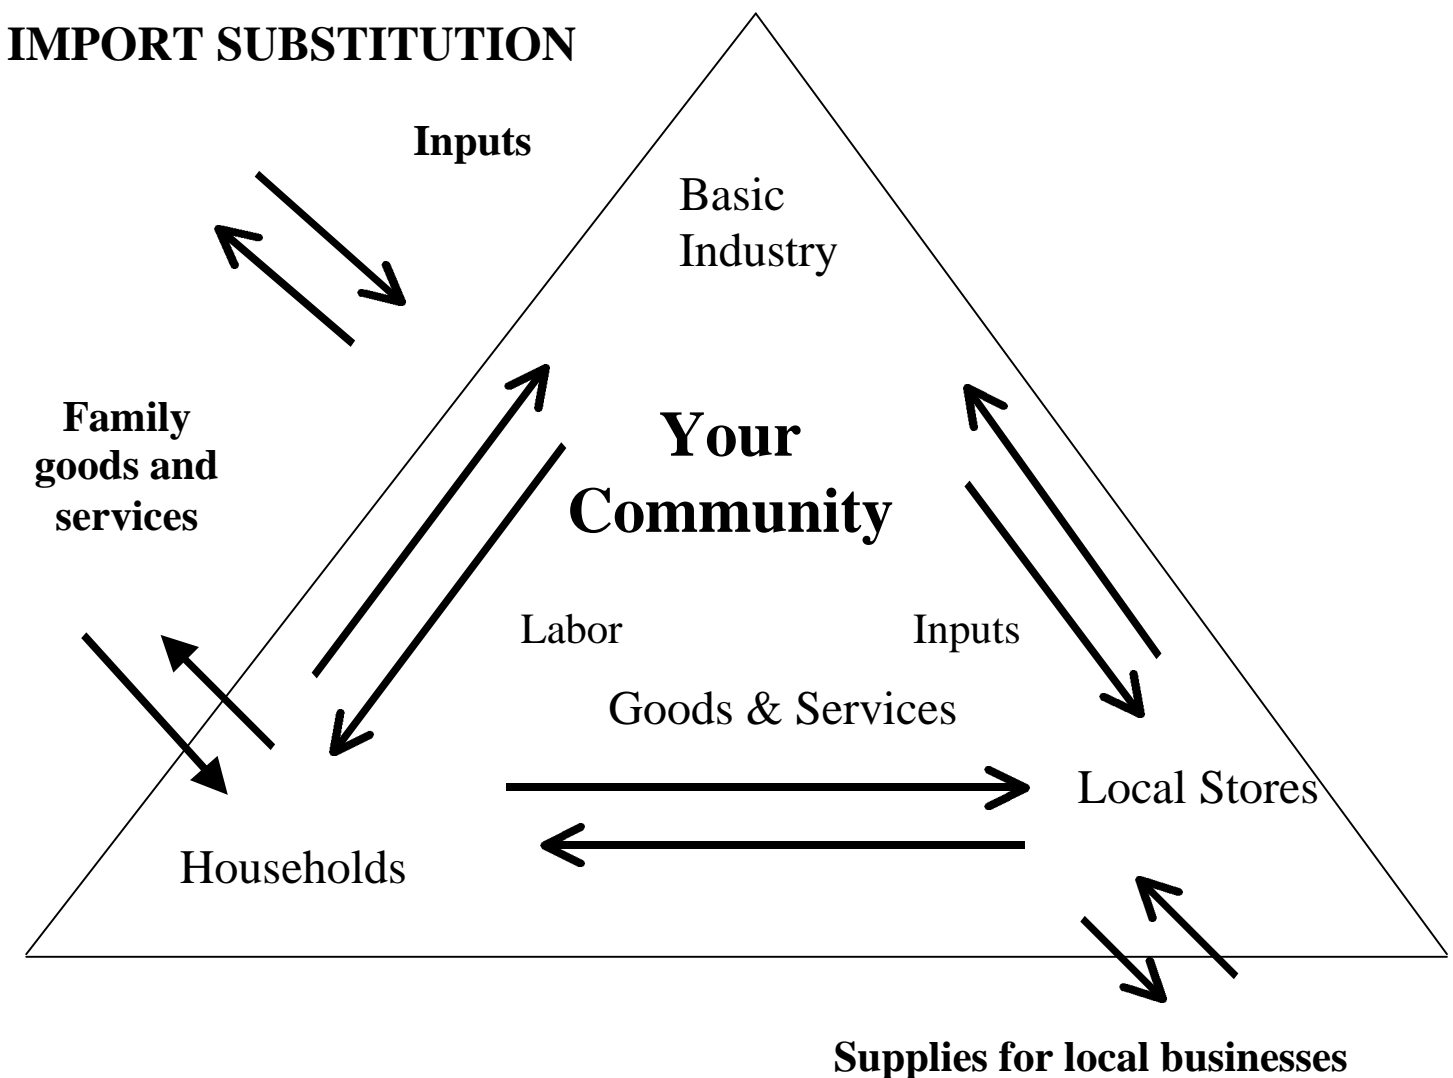 IMPORT SUBSTITUTION
Inputs
Basic
Industry
Family
goods and
services
Your
Community
Labor
Inputs
Goods & Services
Local Stores
Households
Supplies for local businesses